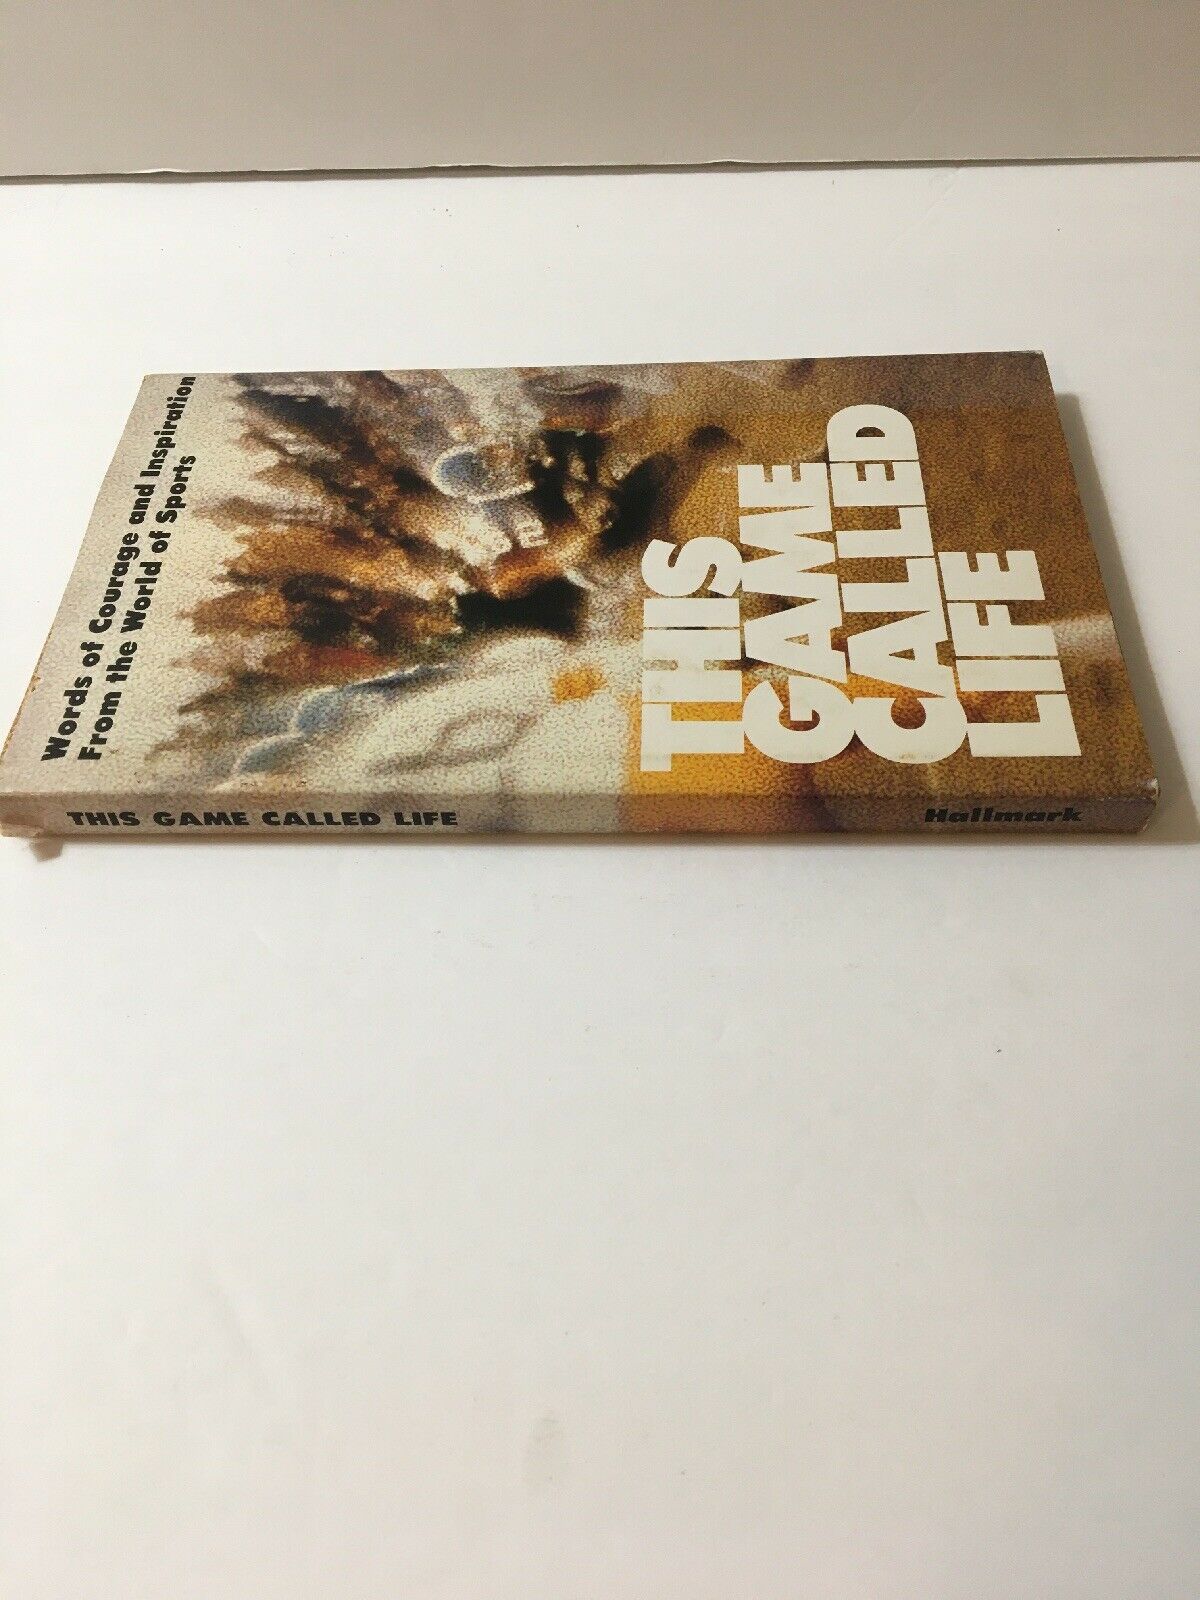 THIS
GAME
CALLED
LIFE
Words of Courage and Inspiration
From the World of Sports
THIS GAME CALLED LIFE
Hallmark